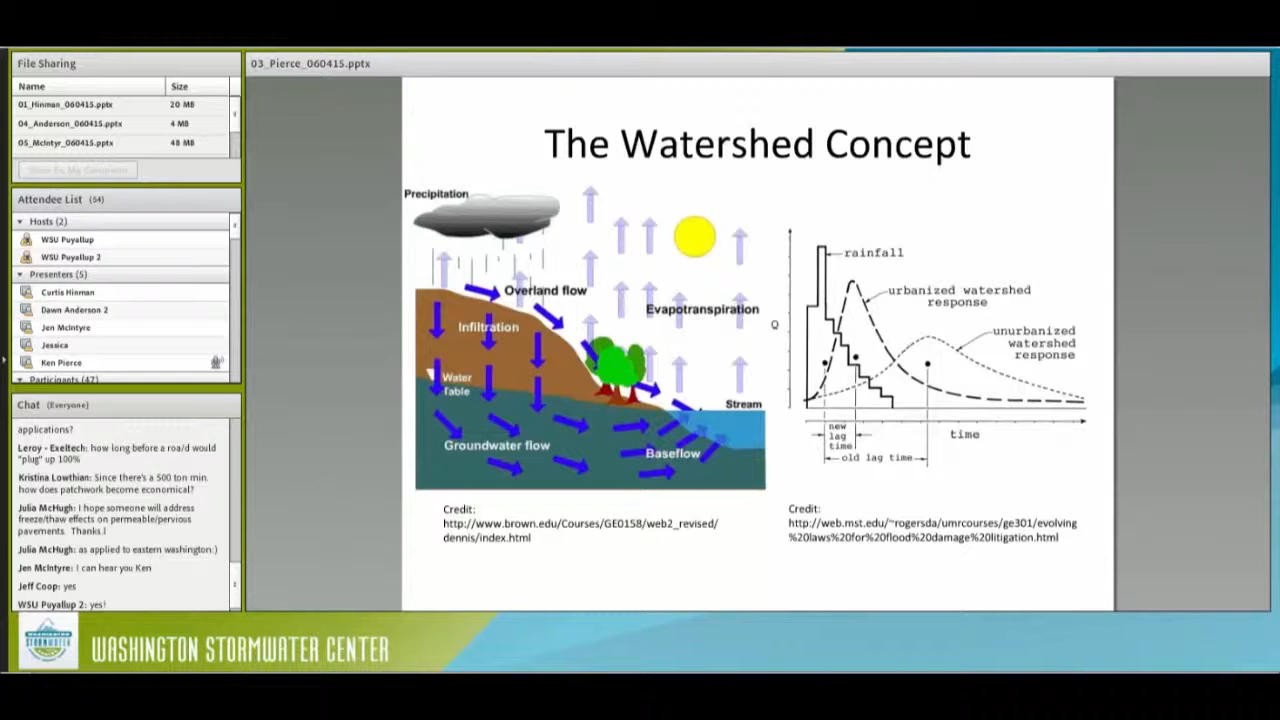 File Sharing
Name Size
01_Hinman_060415.pptx 20 MB
04_Anderson_060415.pptx 4 MB
05_McIntyr_060415.pptx 48 MB
Save To My Computer
Attendee List (54)
Hosts (2)
WSU Puyallup
WSU Puyallup 2
Presenters (5)
Curtis Hinman
Dawn Anderson 2
Jen McIntyre
Jessica
Ken Pierce
Participants (47)
Chat (Everyone)
applications?
Leroy - Exeltech: how long before a roa/d would
"plug" up 100%
Kristina Lowthian: Since there's a 500 ton min.
how does patchwork become economical?
Julia McHugh: I hope someone will address
freeze/thaw effects on permeable/pervious
pavements. Thanks.l
Julia McHugh: as applied to eastern washington:)
Jen McIntyre: I can hear you Ken
Jeff Coop: yes
WSU Puyallup 2: yes!
03_Pierce_060415.pptx
The Watershed Concept
Precipitation
Overland flow
Infiltration
Evapotranspiration
Water
Table
Stream
Groundwater flow
Baseflow
Credit:
http://www.brown.edu/Courses/GE0158/web2_revised/
dennis/index.html
rainfall
urbanized watershed
response
unurbanized
watershed
response
Q
new
lag
time
time
old lag time
Credit:
http://web.mst.edu/~rogersda/umrcourses/ge301/evolving
%20laws%20for%20flood%20damage%20litigation.html
WASHINGTON
STORMWATER
WASHINGTON STORMWATER CENTER